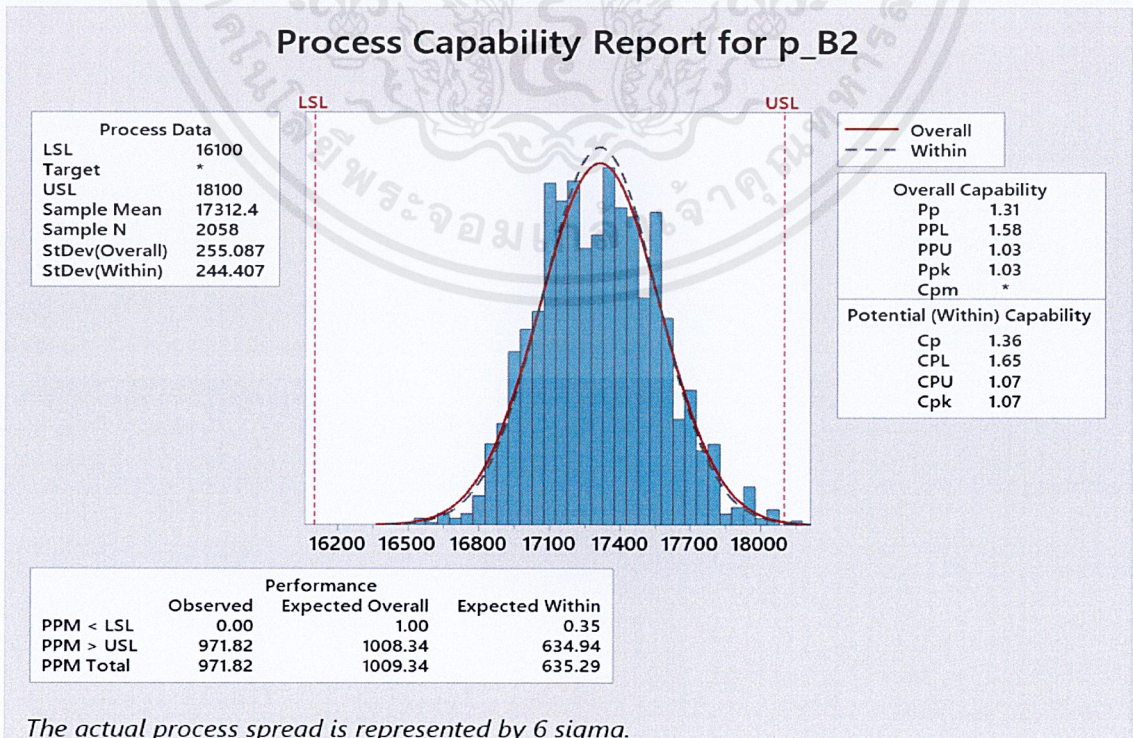 Process Capability Report for p_B2
LSL
USL
Process Data
LSL 16100
Target *
USL 18100
Sample Mean 17312.4
Sample N 2058
StDev(Overall) 255.087
StDev(Within) 244.407
Overall
Within
Overall Capability
Pp 1.31
PPL 1.58
PPU 1.03
Ppk 1.03
Cpm *
Potential (Within) Capability
Cp 1.36
CPL 1.65
CPU 1.07
Cpk 1.07
16200 16500 16800 17100 17400 17700 18000
Performance
Observed Expected Overall Expected Within
PPM < LSL 0.00 1.00 0.35
PPM > USL 971.82 1008.34 634.94
PPM Total 971.82 1009.34 635.29
The actual process spread is represented by 6 sigma.